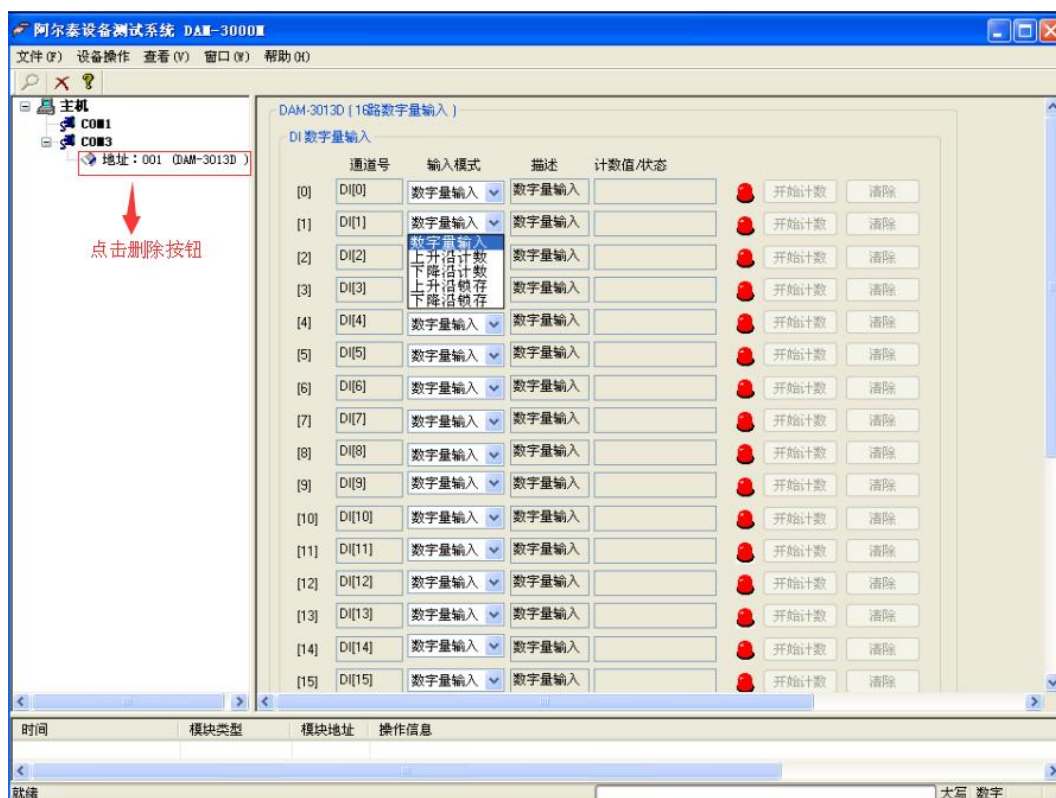 阿尔泰设备测试系统 DAM-3000M
文件(F) 设备操作 查看(V) 窗口(W) 帮助(H)
主机
COM1
COM3
地址：001 (DAM-3013D )
点击删除按钮
DAM-3013D ( 16路数字量输入 )
DI 数字量输入
通道号 输入模式 描述 计数值/状态
[0] DI[0] 数字量输入 数字量输入 开始计数 清除
[1] DI[1] 数字量输入 数字量输入 开始计数 清除
数字量输入
上升沿计数
下降沿计数
上升沿锁存
下降沿锁存
[2] DI[2] 数字量输入 开始计数 清除
[3] DI[3] 数字量输入 开始计数 清除
[4] DI[4] 数字量输入 数字量输入 开始计数 清除
[5] DI[5] 数字量输入 数字量输入 开始计数 清除
[6] DI[6] 数字量输入 数字量输入 开始计数 清除
[7] DI[7] 数字量输入 数字量输入 开始计数 清除
[8] DI[8] 数字量输入 数字量输入 开始计数 清除
[9] DI[9] 数字量输入 数字量输入 开始计数 清除
[10] DI[10] 数字量输入 数字量输入 开始计数 清除
[11] DI[11] 数字量输入 数字量输入 开始计数 清除
[12] DI[12] 数字量输入 数字量输入 开始计数 清除
[13] DI[13] 数字量输入 数字量输入 开始计数 清除
[14] DI[14] 数字量输入 数字量输入 开始计数 清除
[15] DI[15] 数字量输入 数字量输入 开始计数 清除
时间 模块类型 模块地址 操作信息
就绪 大写 数字